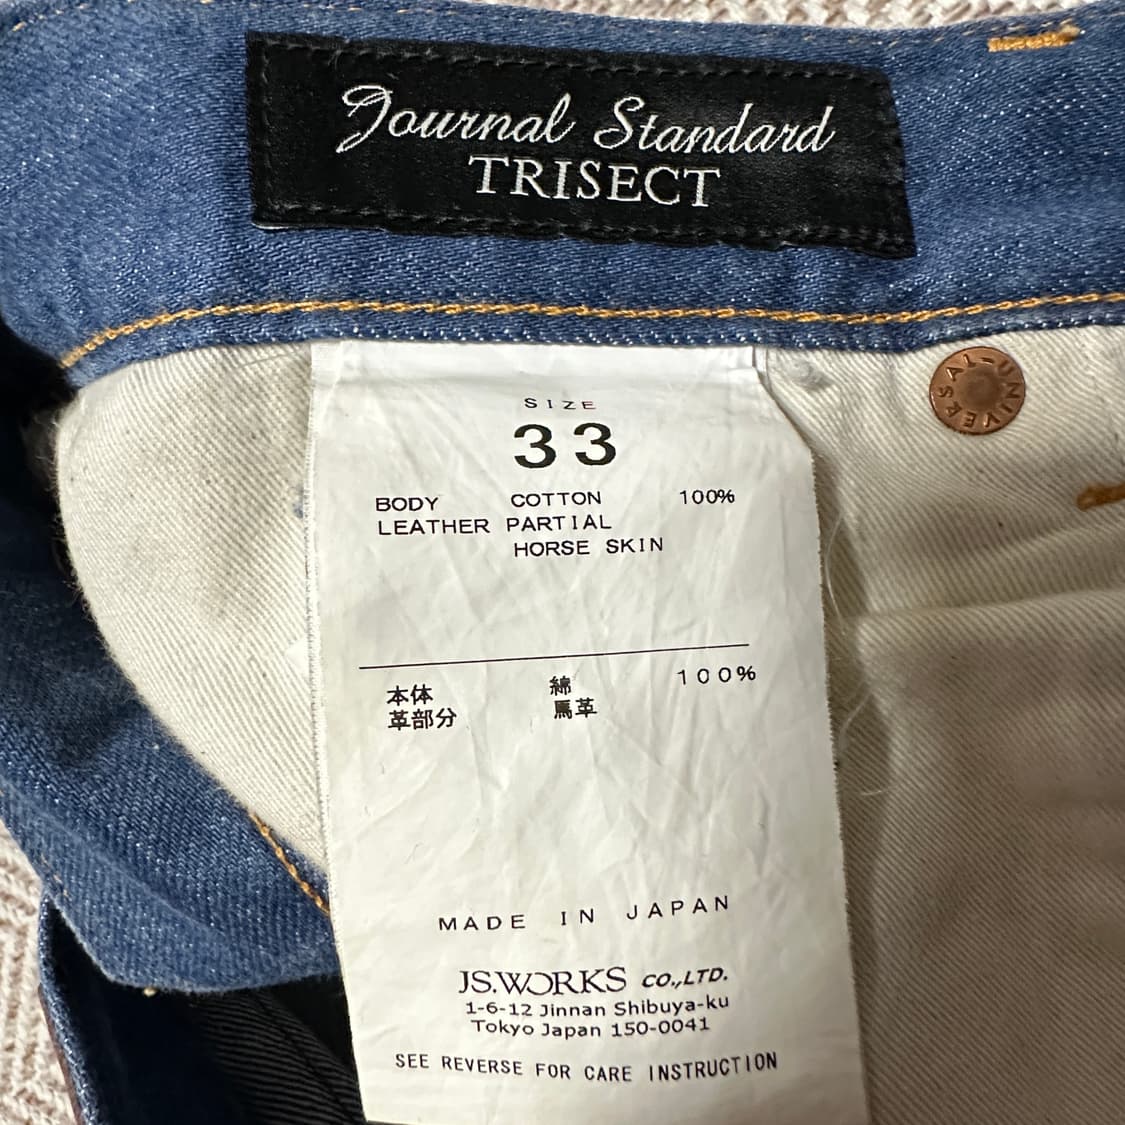 Journal Standard
TRISECT
UNIVERSAL
SIZE
33
BODY COTTON 100%
LEATHER PARTIAL
HORSE SKIN
本体 綿 100%
革部分 馬革
MADE IN JAPAN
JS.WORKS CO.,LTD.
1-6-12 Jinnan Shibuya-ku
Tokyo Japan 150-0041
SEE REVERSE FOR CARE INSTRUCTION